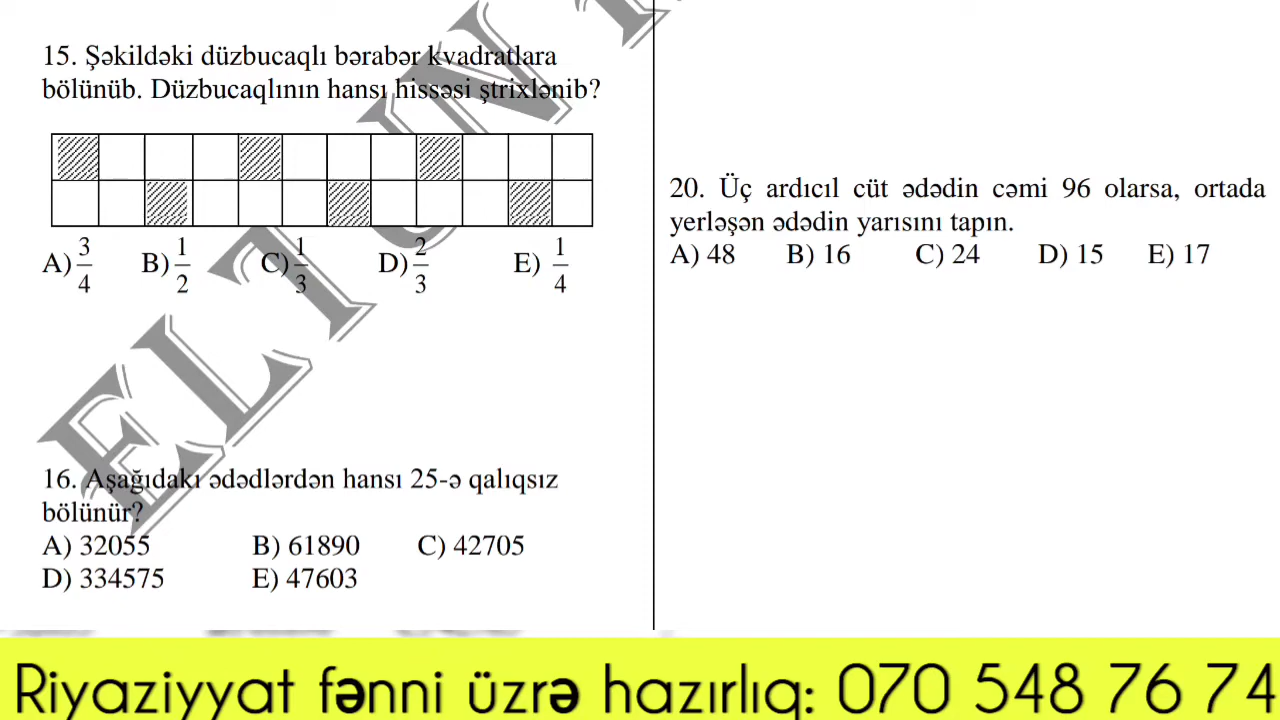 15. Şəkildəki düzbucaqlı bərabər kvadratlara
bölünüb. Düzbucaqlının hansı hissəsi ştrixlənib?
A) 3/4 B) 1/2 C) 1/3 D) 2/3 E) 1/4
16. Aşağıdakı ədədlərdən hansı 25-ə qalıqsız
bölünür?
A) 32055 B) 61890 C) 42705
D) 334575 E) 47603
20. Üç ardıcıl cüt ədədin cəmi 96 olarsa, ortada
yerləşən ədədin yarısını tapın.
A) 48 B) 16 C) 24 D) 15 E) 17
Riyaziyyat fənni üzrə hazırlıq: 070 548 76 74